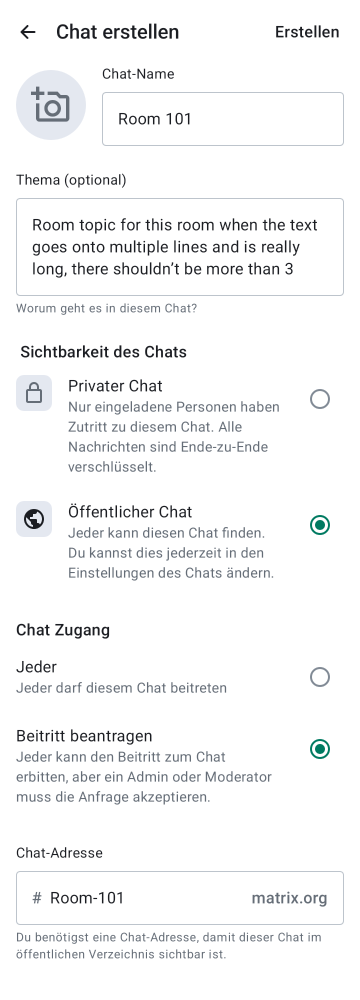 Chat erstellen
Erstellen
Chat-Name
Room 101
Thema (optional)
Room topic for this room when the text
goes onto multiple lines and is really
long, there shouldn’t be more than 3
Worum geht es in diesem Chat?
Sichtbarkeit des Chats
Privater Chat
Nur eingeladene Personen haben
Zutritt zu diesem Chat. Alle
Nachrichten sind Ende-zu-Ende
verschlüsselt.
Öffentlicher Chat
Jeder kann diesen Chat finden.
Du kannst dies jederzeit in den
Einstellungen des Chats ändern.
Chat Zugang
Jeder
Jeder darf diesem Chat beitreten
Beitritt beantragen
Jeder kann den Beitritt zum Chat
erbitten, aber ein Admin oder Moderator
muss die Anfrage akzeptieren.
Chat-Adresse
# Room-101 matrix.org
Du benötigst eine Chat-Adresse, damit dieser Chat im
öffentlichen Verzeichnis sichtbar ist.